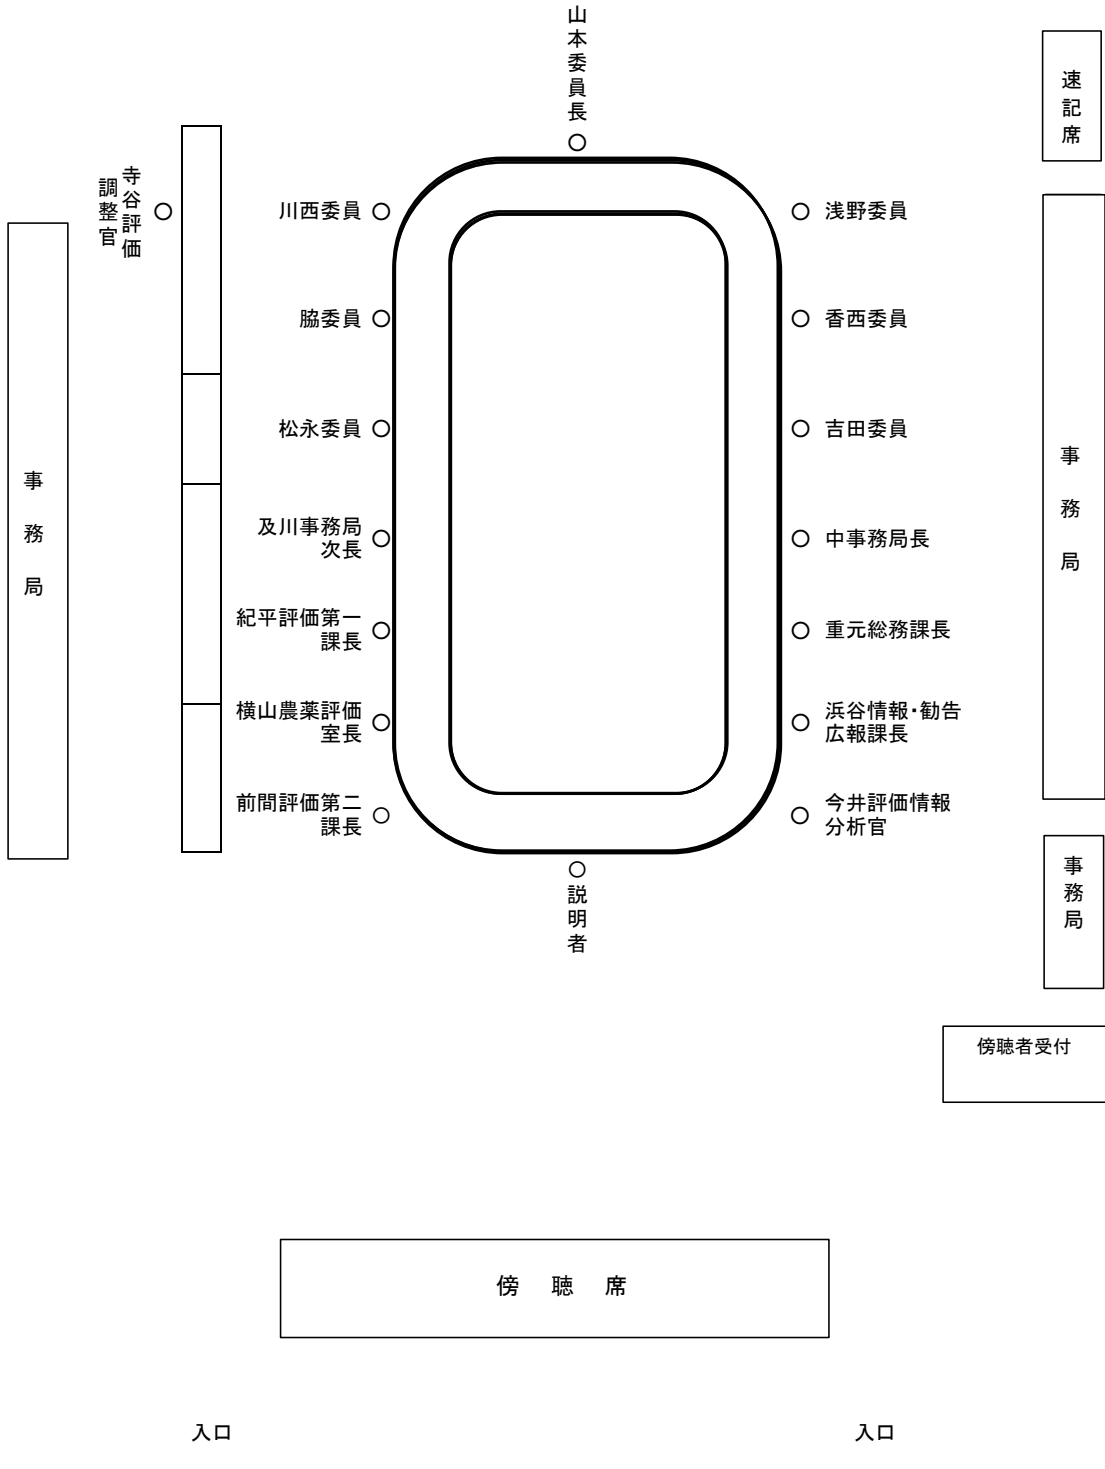 山本委員長
速記席
寺谷評価
調整官
川西委員
浅野委員
脇委員
香西委員
松永委員
吉田委員
事務局
事務局
及川事務局
次長
中事務局長
紀平評価第一
課長
重元総務課長
横山農薬評価
室長
浜谷情報・勧告
広報課長
前間評価第二
課長
今井評価情報
分析官
説明者
事務局
傍聴者受付
傍聴席
入口
入口